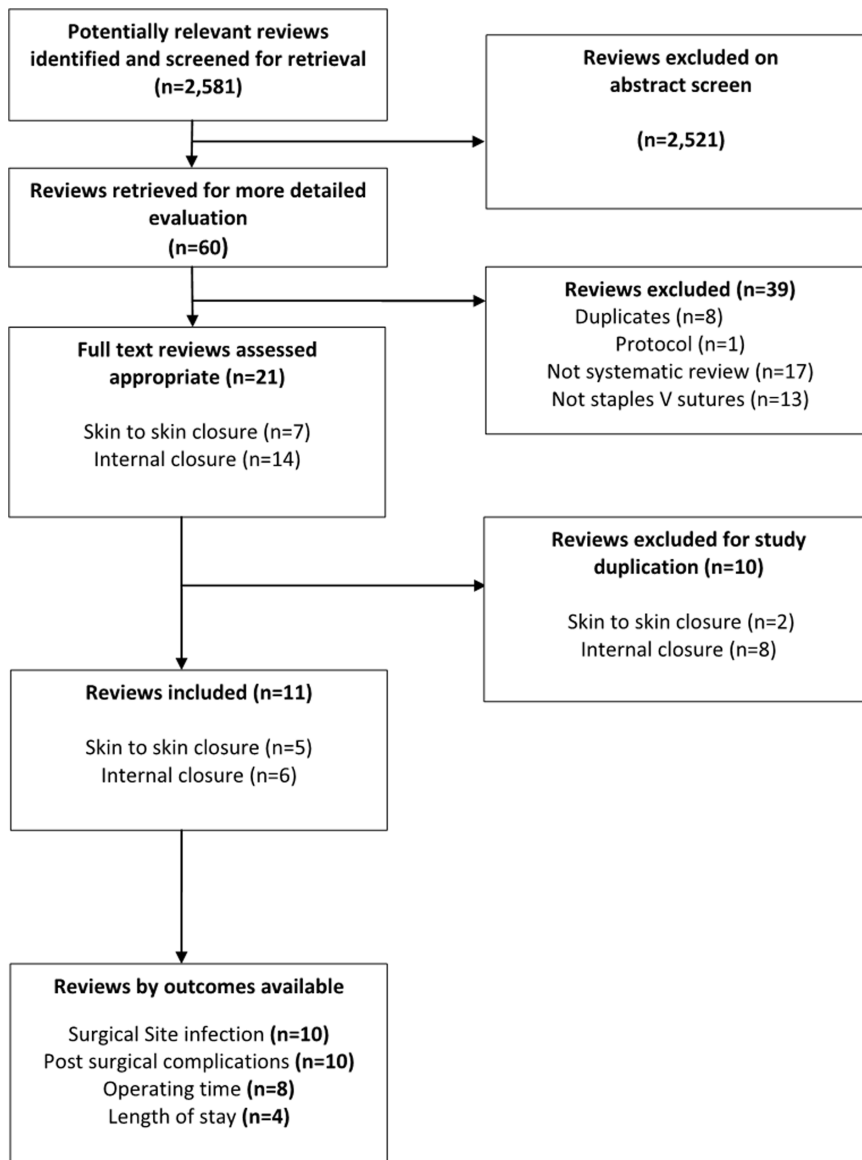 Potentially relevant reviews
identified and screened for retrieval
(n=2,581)
Reviews excluded on
abstract screen
(n=2,521)
Reviews retrieved for more detailed
evaluation
(n=60)
Reviews excluded (n=39)
Duplicates (n=8)
Protocol (n=1)
Not systematic review (n=17)
Not staples V sutures (n=13)
Full text reviews assessed
appropriate (n=21)
Skin to skin closure (n=7)
Internal closure (n=14)
Reviews excluded for study
duplication (n=10)
Skin to skin closure (n=2)
Internal closure (n=8)
Reviews included (n=11)
Skin to skin closure (n=5)
Internal closure (n=6)
Reviews by outcomes available
Surgical Site infection (n=10)
Post surgical complications (n=10)
Operating time (n=8)
Length of stay (n=4)